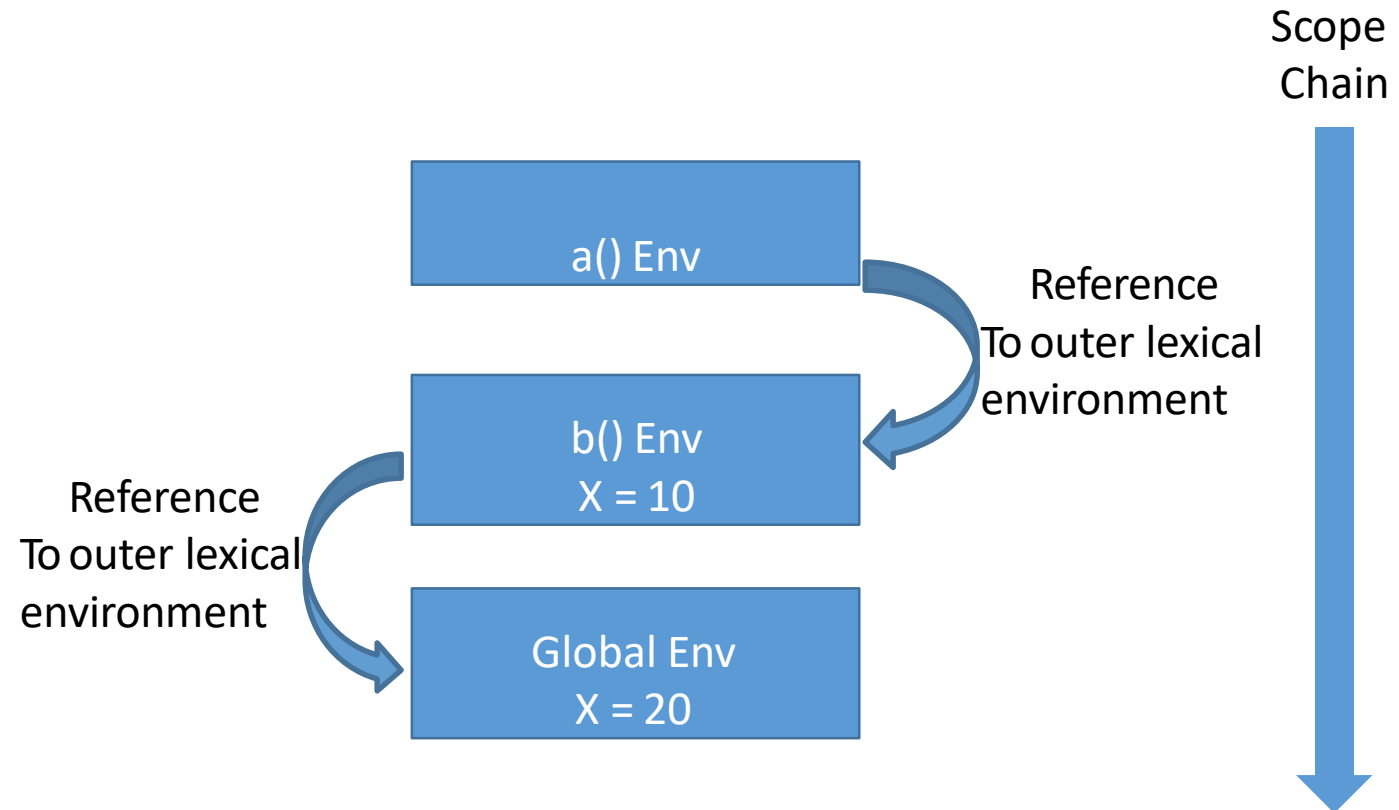 Scope
Chain
a() Env
Reference
To outer lexical
environment
b() Env
X = 10
Reference
To outer lexical
environment
Global Env
X = 20